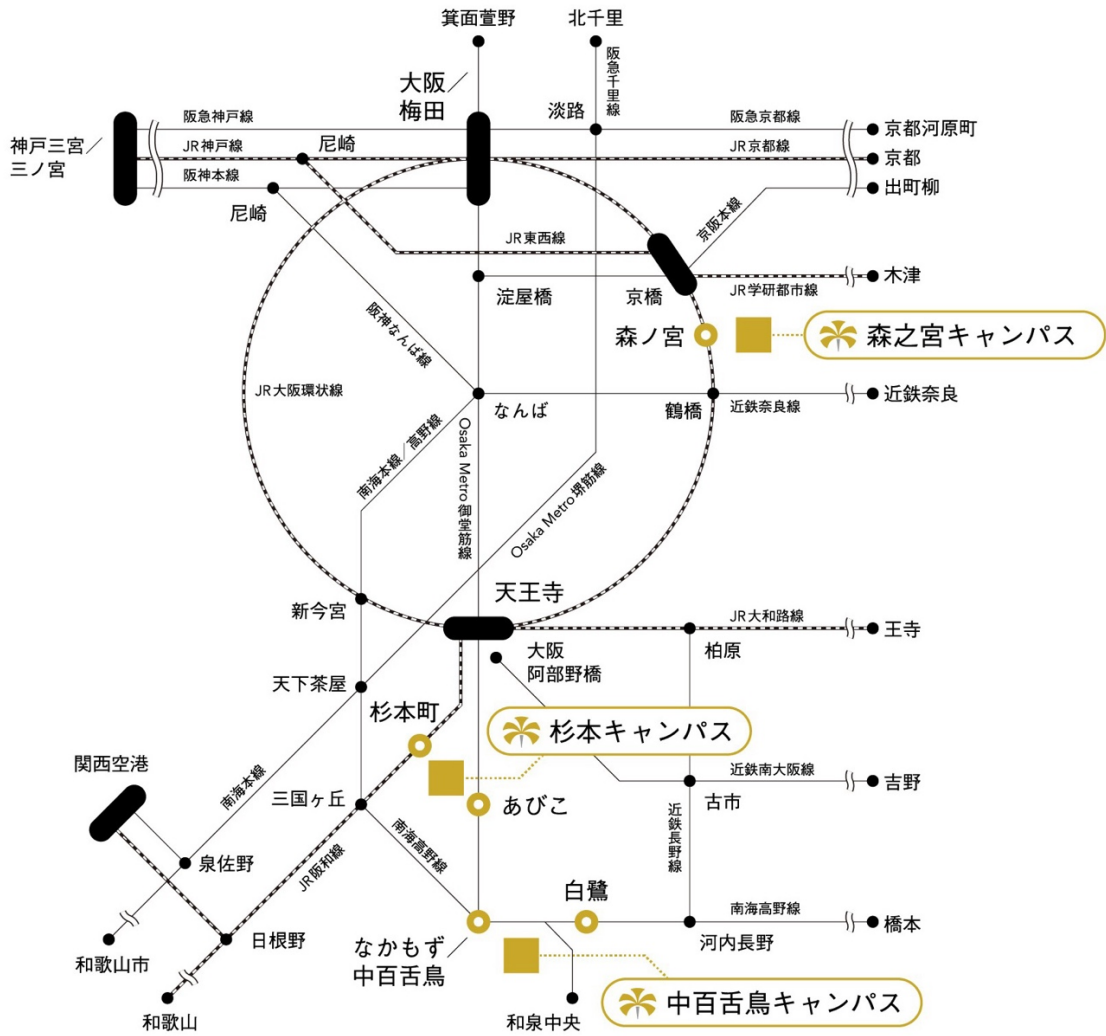 箕面萱野
北千里
大阪
梅田
阪急千里線
淡路
阪急神戸線
阪急京都線
京都河原町
神戸三宮
三ノ宮
JR神戸線
尼崎
JR京都線
京都
阪神本線
出町柳
尼崎
京阪本線
JR東西線
淀屋橋
京橋
JR学研都市線
木津
阪神なんば線
森ノ宮
森之宮キャンパス
JR大阪環状線
なんば
鶴橋
近鉄奈良線
近鉄奈良
南海本線/高野線
Osaka Metro御堂筋線
Osaka Metro堺筋線
新今宮
天王寺
JR大和路線
王寺
大阪
阿部野橋
柏原
天下茶屋
杉本町
杉本キャンパス
関西空港
南海本線
近鉄南大阪線
吉野
三国ヶ丘
あびこ
古市
南海高野線
近鉄長野線
泉佐野
JR阪和線
白鷺
南海高野線
橋本
日根野
なかもず
中百舌鳥
河内長野
和歌山市
和歌山
和泉中央
中百舌鳥キャンパス